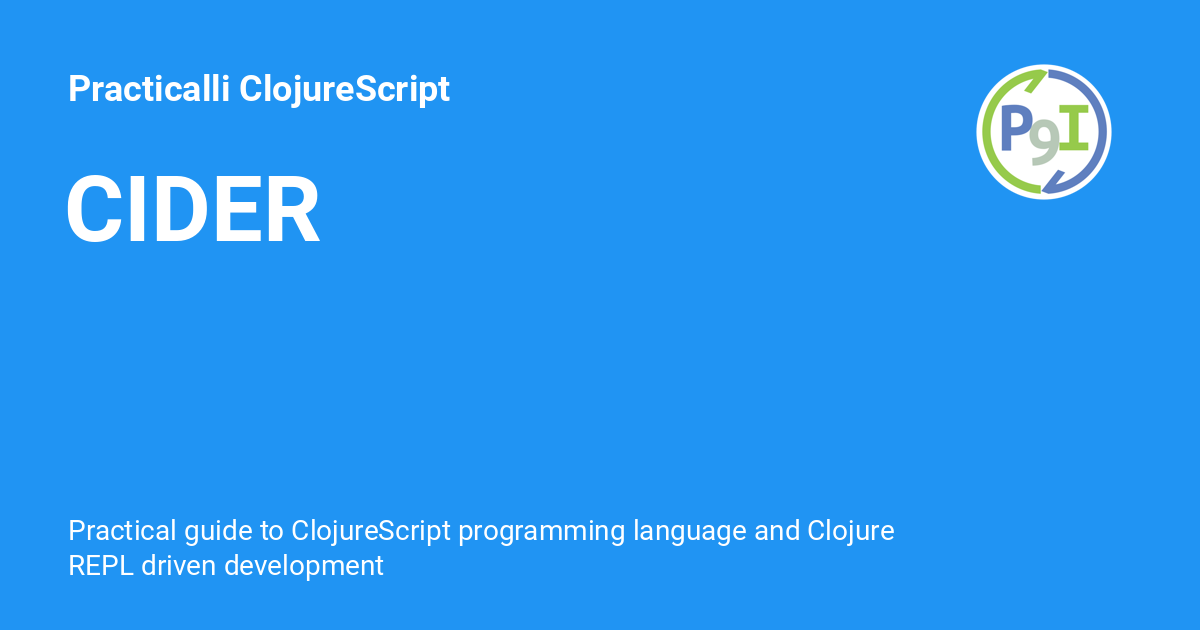 Practicalli ClojureScript
P9I
CIDER
Practical guide to ClojureScript programming language and Clojure
REPL driven development